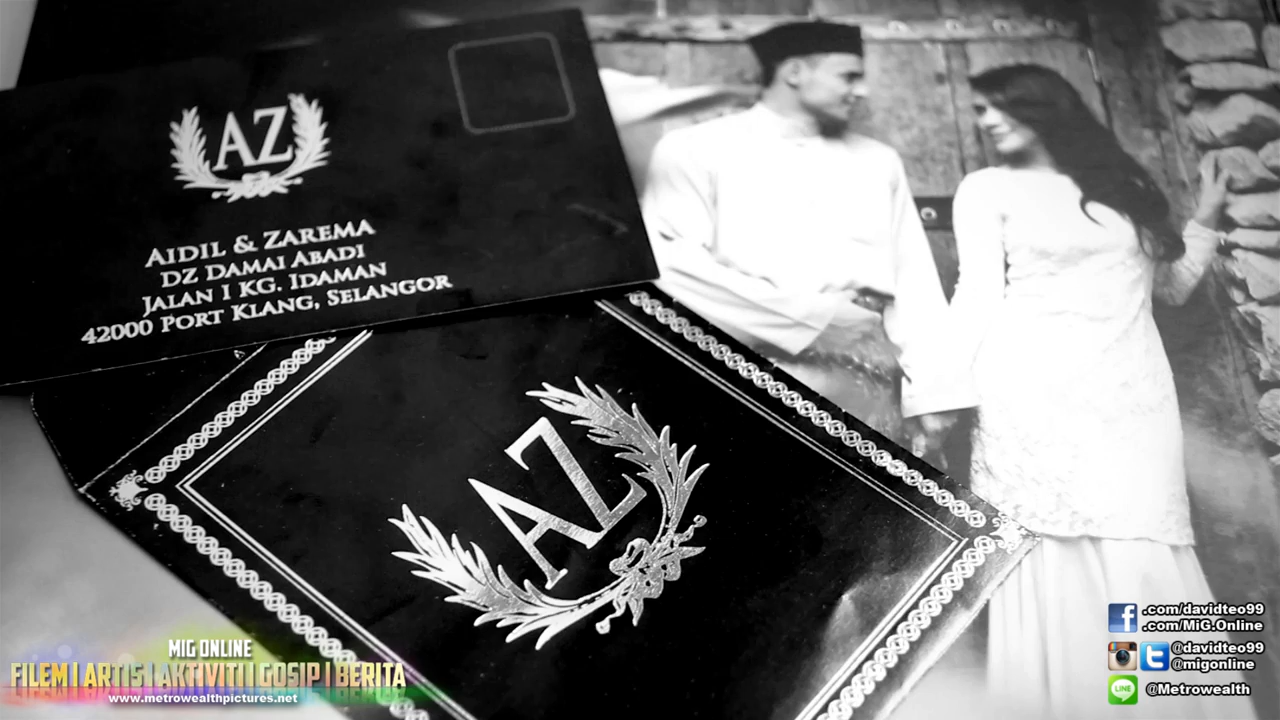 AZ
AIDIL & ZAREMA
DZ DAMAI ABADI
JALAN 1 KG. IDAMAN
42000 PORT KLANG, SELANGOR
AZ
MIG ONLINE
FILEM | ARTIS | AKTIVITI | GOSIP | BERITA
www.metrowealthpictures.net
.com/davidteo99
.com/MiG.Online
@davidteo99
@migonline
LINE
@Metrowealth